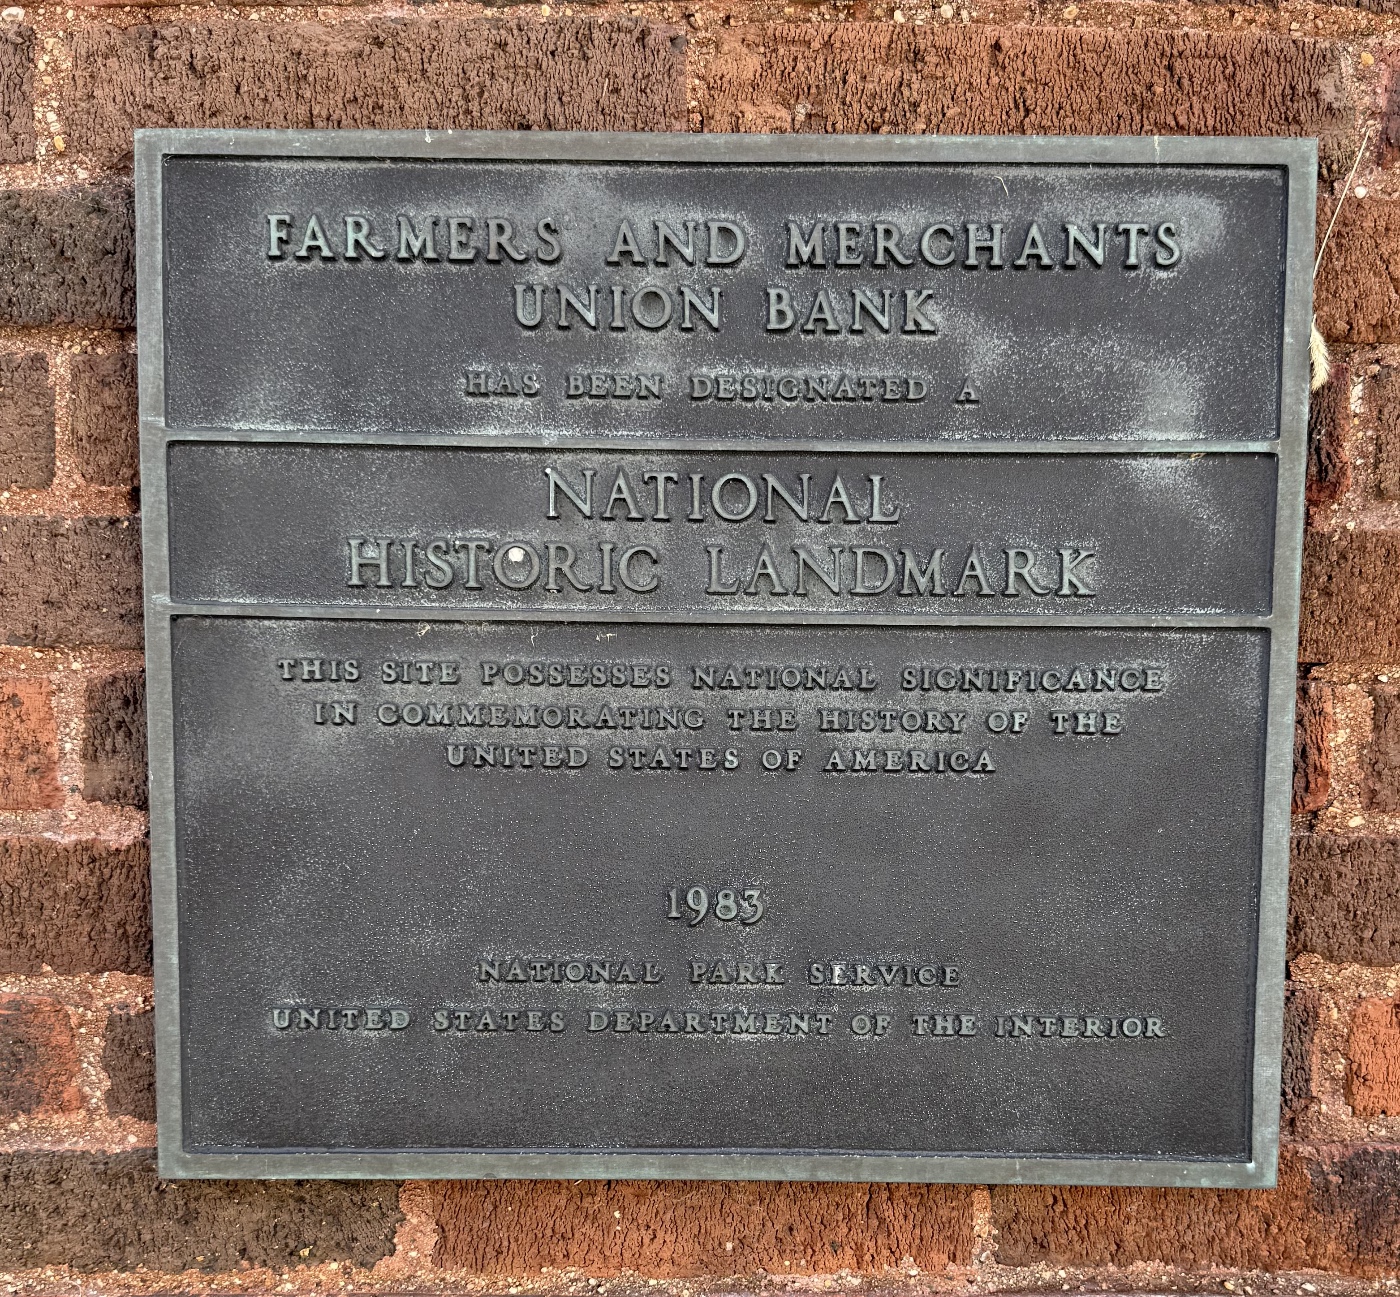 FARMERS AND MERCHANTS
UNION BANK
HAS BEEN DESIGNATED A
NATIONAL
HISTORIC LANDMARK
THIS SITE POSSESSES NATIONAL SIGNIFICANCE
IN COMMEMORATING THE HISTORY OF THE
UNITED STATES OF AMERICA
1983
NATIONAL PARK SERVICE
UNITED STATES DEPARTMENT OF THE INTERIOR